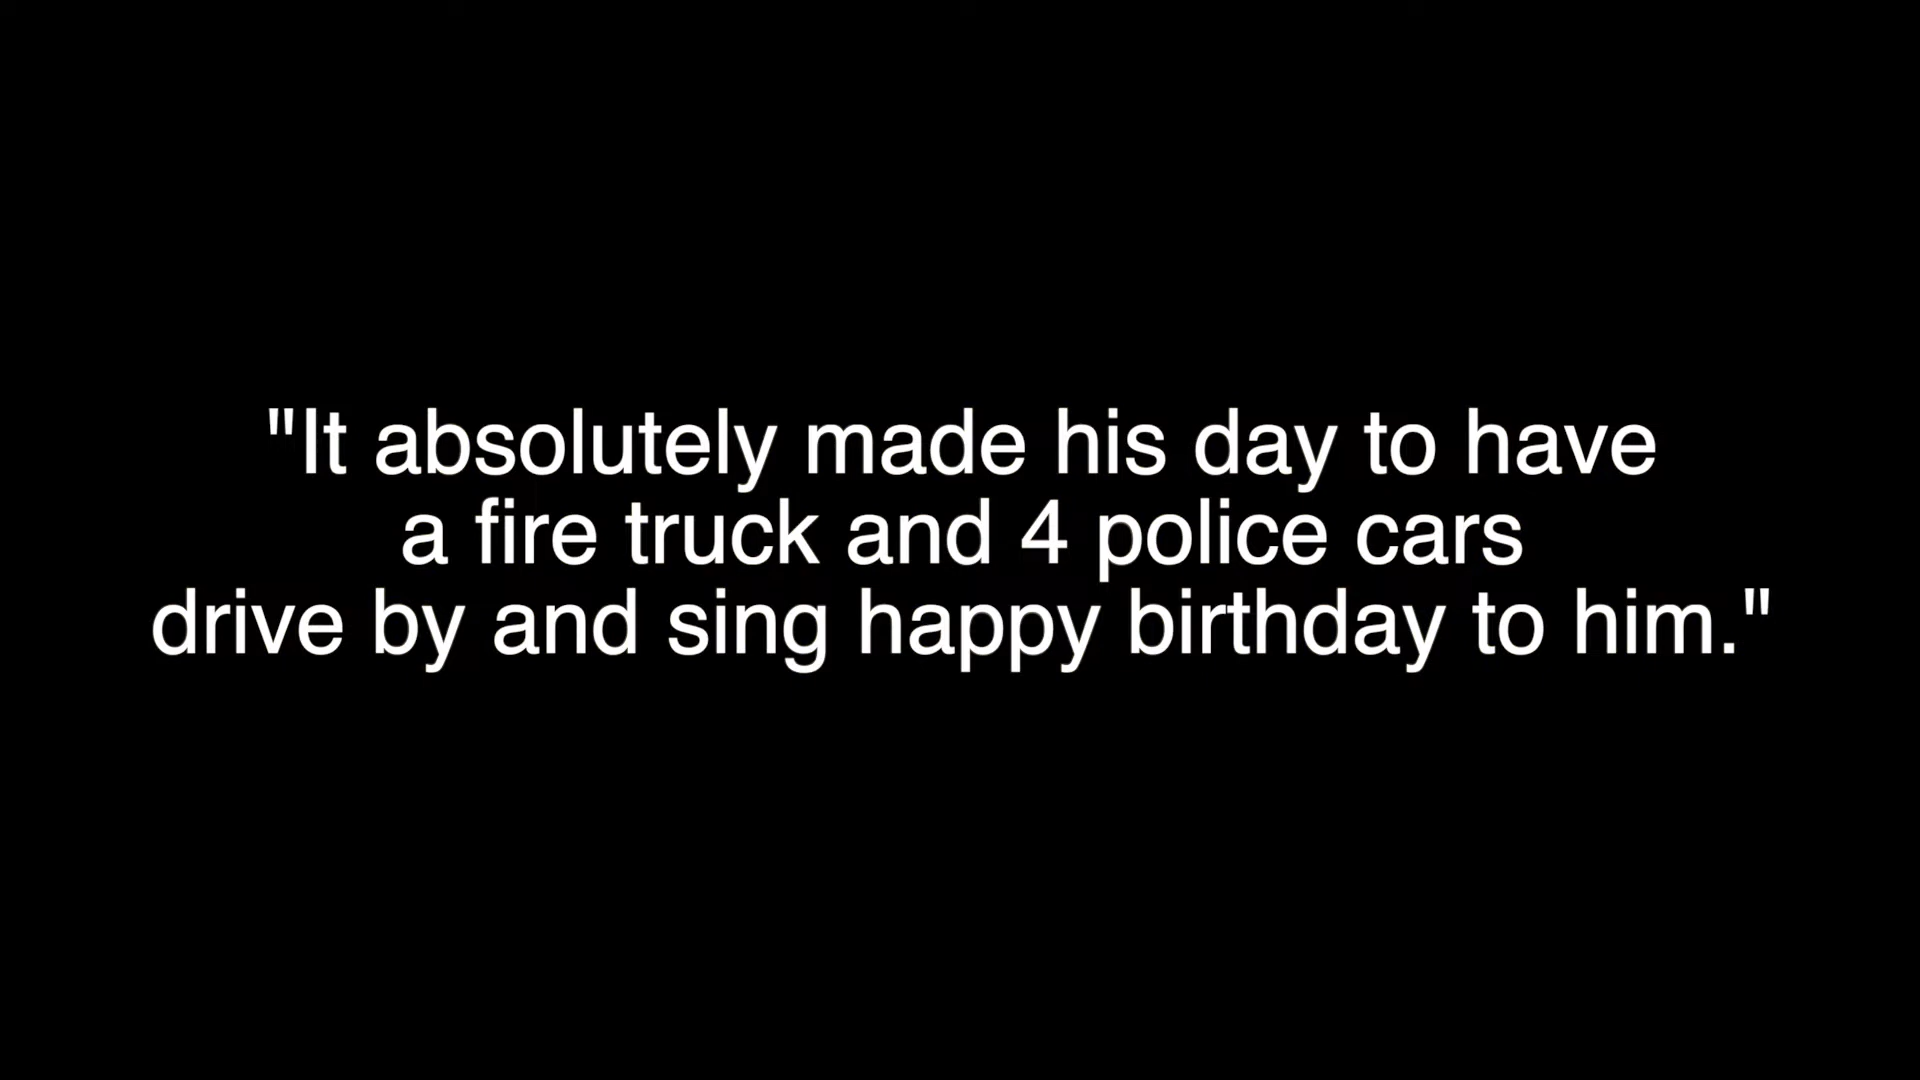 "It absolutely made his day to have
a fire truck and 4 police cars
drive by and sing happy birthday to him."